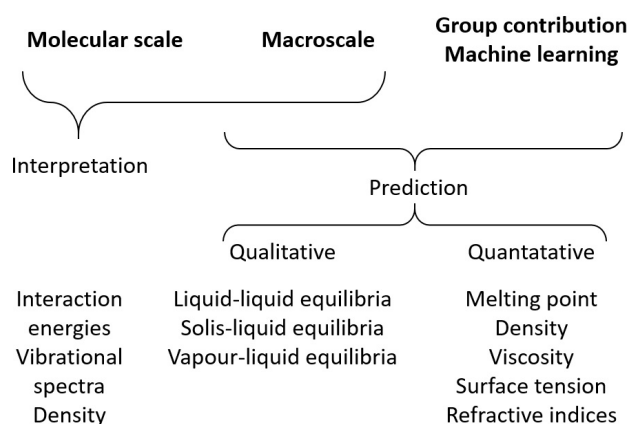 Molecular scale
Macroscale
Group contribution
Machine learning
Interpretation
Prediction
Qualitative
Quantatative
Interaction
energies
Vibrational
spectra
Density
Liquid-liquid equilibria
Solis-liquid equilibria
Vapour-liquid equilibria
Melting point
Density
Viscosity
Surface tension
Refractive indices